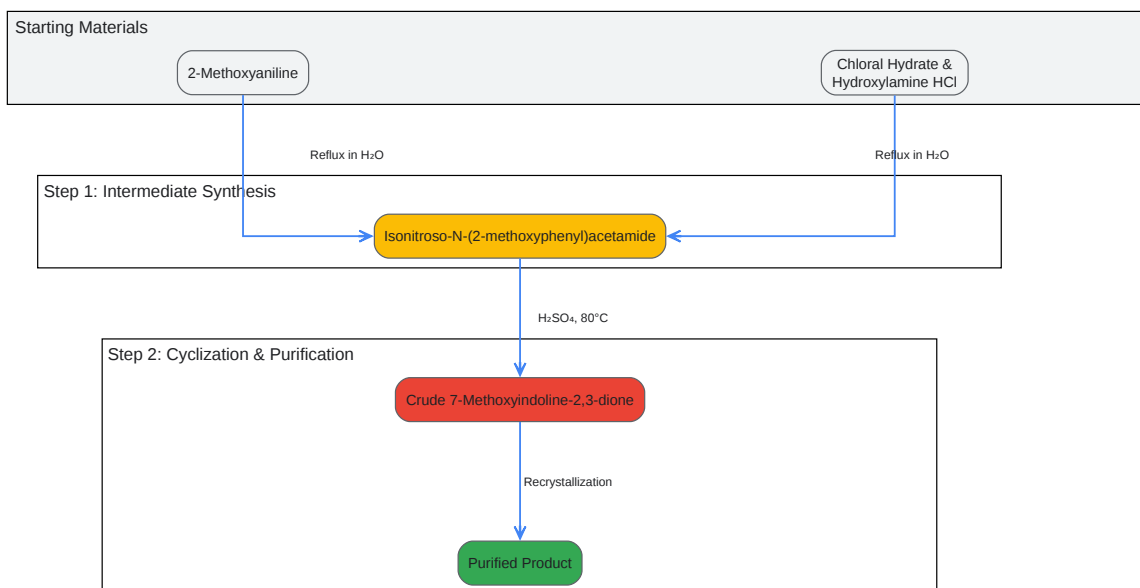 Starting Materials
2-Methoxyaniline
Chloral Hydrate &
Hydroxylamine HCl
Reflux in H₂O
Reflux in H₂O
Step 1: Intermediate Synthesis
Isonitroso-N-(2-methoxyphenyl)acetamide
H₂SO₄, 80°C
Step 2: Cyclization & Purification
Crude 7-Methoxyindoline-2,3-dione
Recrystallization
Purified Product